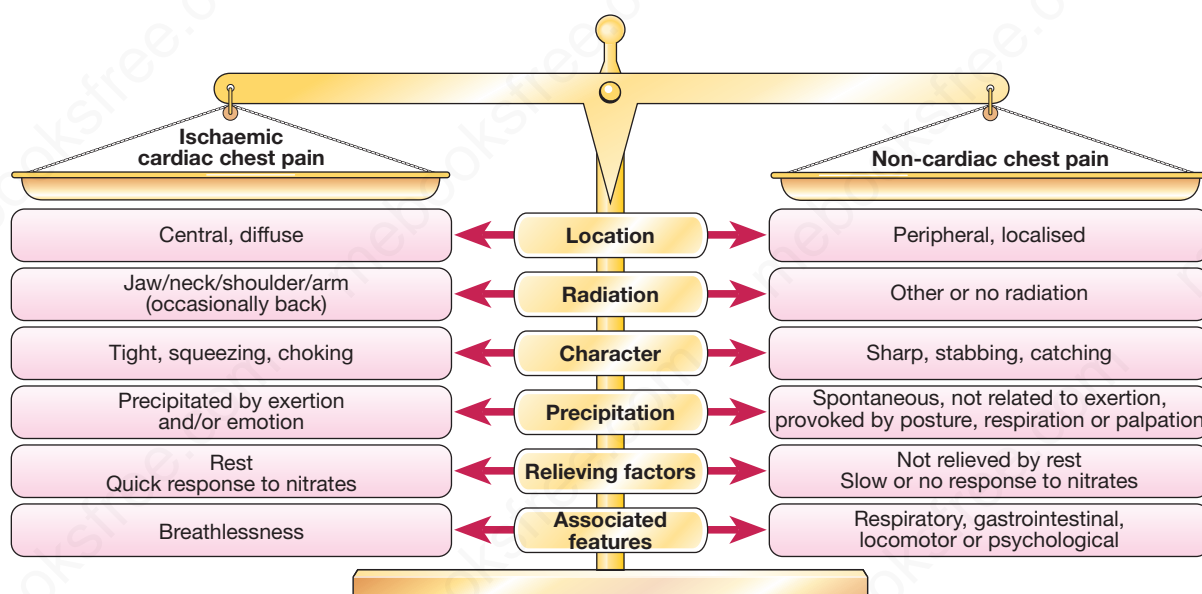 Ischaemic
cardiac chest pain
Non-cardiac chest pain
Central, diffuse
Location
Peripheral, localised
Jaw/neck/shoulder/arm
(occasionally back)
Radiation
Other or no radiation
Tight, squeezing, choking
Character
Sharp, stabbing, catching
Precipitated by exertion
and/or emotion
Precipitation
Spontaneous, not related to exertion,
provoked by posture, respiration or palpation
Rest
Quick response to nitrates
Relieving factors
Not relieved by rest
Slow or no response to nitrates
Breathlessness
Associated
features
Respiratory, gastrointestinal,
locomotor or psychological